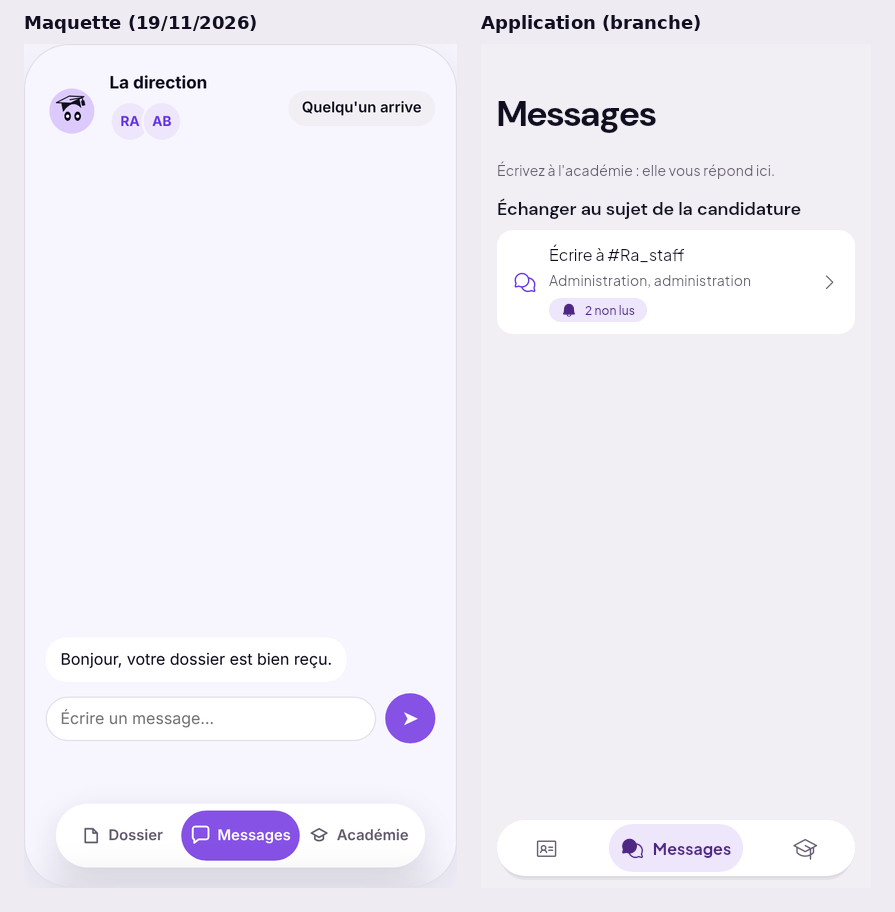 Maquette (19/11/2026)
La direction
RA AB
Quelqu'un arrive
Bonjour, votre dossier est bien reçu.
Écrire un message...
Dossier
Messages
Académie
Application (branche)
Messages
Écrivez à l'académie : elle vous répond ici.
Échanger au sujet de la candidature
Écrire à #Ra_staff
Administration, administration
2 non lus
Messages